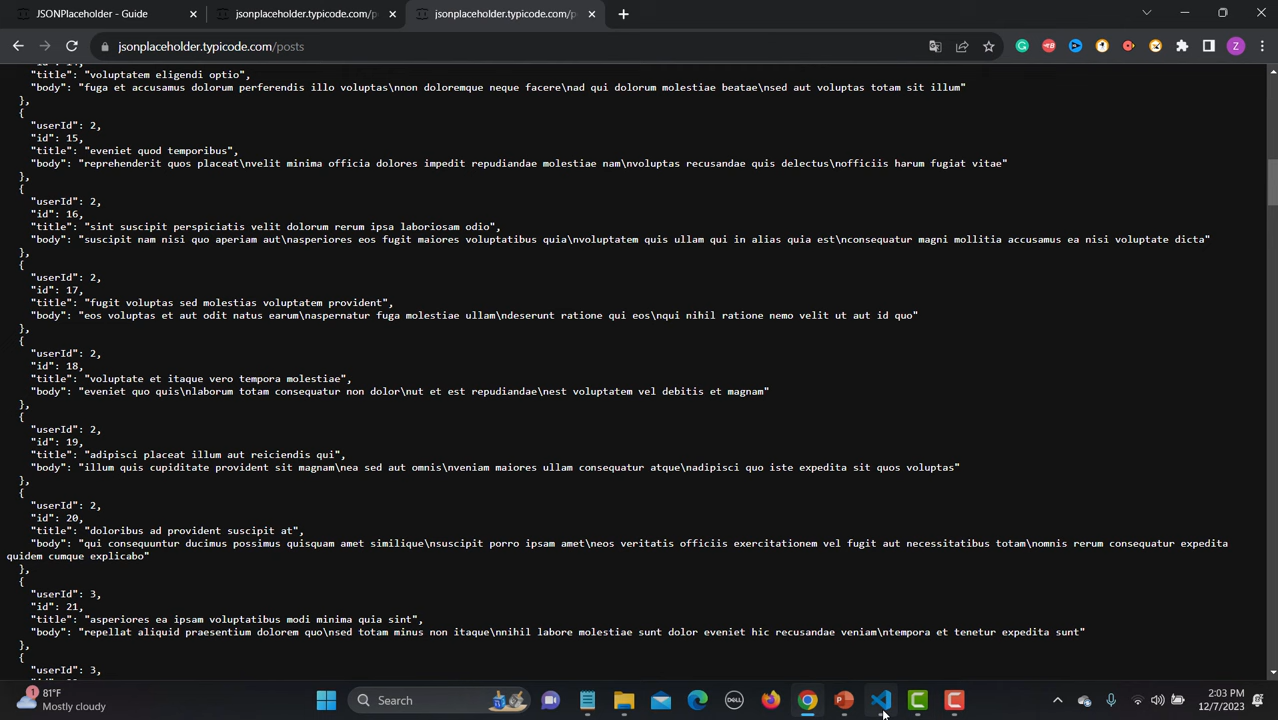 JSONPlaceholder - Guide
jsonplaceholder.typicode.com/p
jsonplaceholder.typicode.com/p
jsonplaceholder.typicode.com/posts
Z
"title": "voluptatem eligendi optio",
"body": "fuga et accusamus dolorum perferendis illo voluptas\nnon doloremque neque facere\nad qui dolorum molestiae beatae\nsed aut voluptas totam sit illum"
},
{
"userId": 2,
"id": 15,
"title": "eveniet quod temporibus",
"body": "reprehenderit quos placeat\nvelit minima officia dolores impedit repudiandae molestiae nam\nvoluptas recusandae quis delectus\nofficiis harum fugiat vitae"
},
{
"userId": 2,
"id": 16,
"title": "sint suscipit perspiciatis velit dolorum rerum ipsa laboriosam odio",
"body": "suscipit nam nisi quo aperiam aut\nasperiores eos fugit maiores voluptatibus quia\nvoluptatem quis ullam qui in alias quia est\nconsequatur magni mollitia accusamus ea nisi voluptate dicta"
},
{
"userId": 2,
"id": 17,
"title": "fugit voluptas sed molestias voluptatem provident",
"body": "eos voluptas et aut odit natus earum\naspernatur fuga molestiae ullam\ndeserunt ratione qui eos\nqui nihil ratione nemo velit ut aut id quo"
},
{
"userId": 2,
"id": 18,
"title": "voluptate et itaque vero tempora molestiae",
"body": "eveniet quo quis\nlaborum totam consequatur non dolor\nut et est repudiandae\nest voluptatem vel debitis et magnam"
},
{
"userId": 2,
"id": 19,
"title": "adipisci placeat illum aut reiciendis qui",
"body": "illum quis cupiditate provident sit magnam\nea sed aut omnis\nveniam maiores ullam consequatur atque\nadipisci quo iste expedita sit quos voluptas"
},
{
"userId": 2,
"id": 20,
"title": "doloribus ad provident suscipit at",
"body": "qui consequuntur ducimus possimus quisquam amet similique\nsuscipit porro ipsam amet\neos veritatis officiis exercitationem vel fugit aut necessitatibus totam\nomnis rerum consequatur expedita
quidem cumque explicabo"
},
{
"userId": 3,
"id": 21,
"title": "asperiores ea ipsam voluptatibus modi minima quia sint",
"body": "repellat aliquid praesentium dolorem quo\nsed totam minus non itaque\nnihil labore molestiae sunt dolor eveniet hic recusandae veniam\ntempora et tenetur expedita sunt"
},
{
"userId": 3,
1
81°F
Mostly cloudy
Search
DELL
2:03 PM
12/7/2023